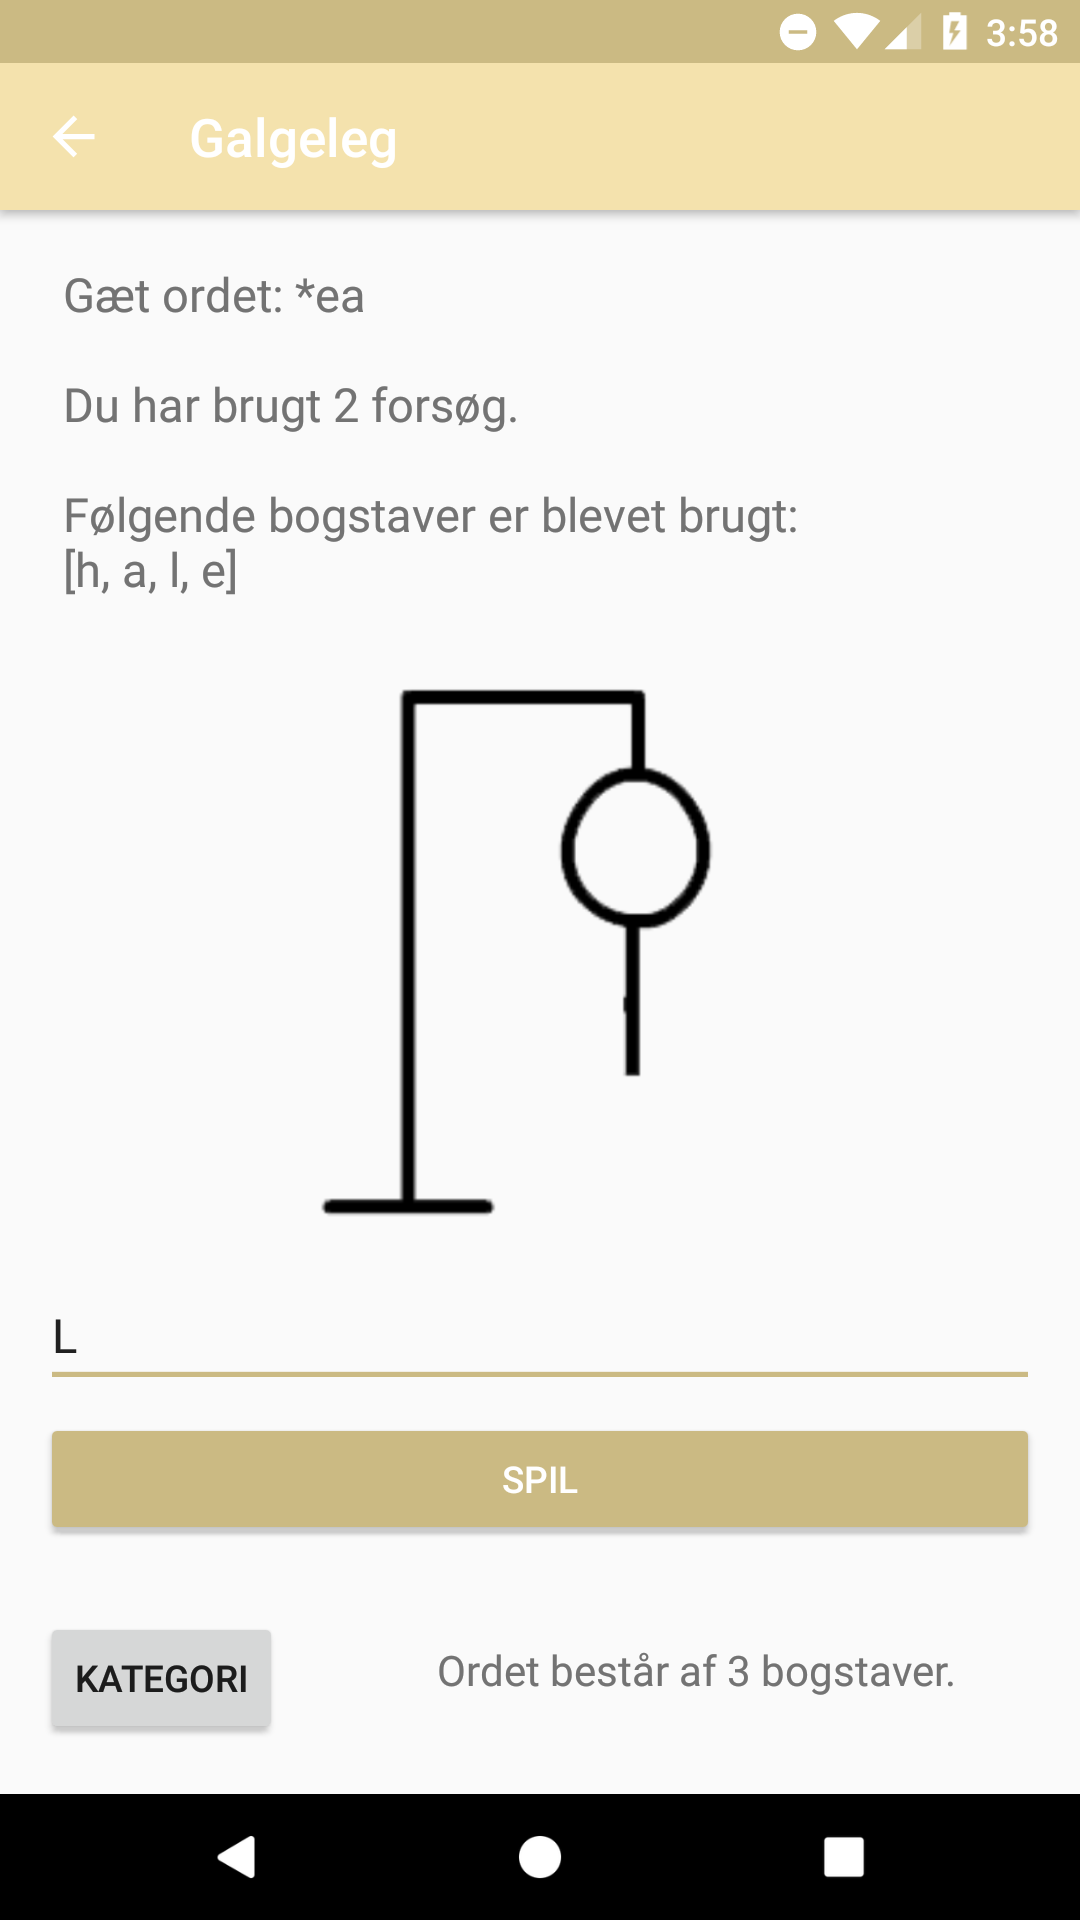 3:58
Galgeleg
Gæt ordet: *ea
Du har brugt 2 forsøg.
Følgende bogstaver er blevet brugt:
[h, a, l, e]
L
SPIL
KATEGORI
Ordet består af 3 bogstaver.